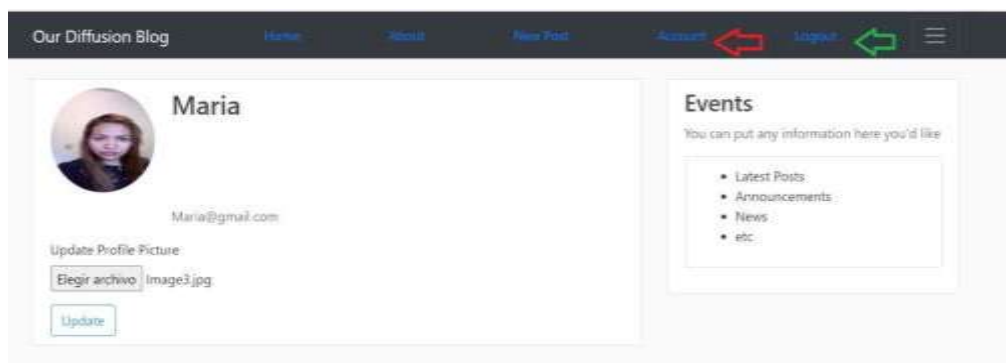 Our Diffusion Blog Home About New Post Account Logout
Maria
Maria@gmail.com
Update Profile Picture
Elegir archivo Image3.jpg
Update
Events
You can put any information here you'd like
Latest Posts
Announcements
News
etc